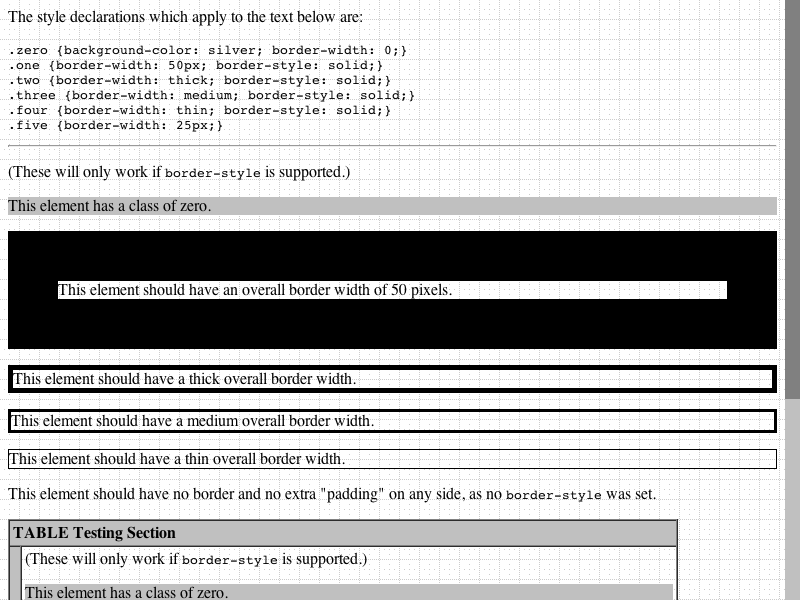 The style declarations which apply to the text below are:
.zero {background-color: silver; border-width: 0;}
.one {border-width: 50px; border-style: solid;}
.two {border-width: thick; border-style: solid;}
.three {border-width: medium; border-style: solid;}
.four {border-width: thin; border-style: solid;}
.five {border-width: 25px;}
(These will only work if border-style is supported.)
This element has a class of zero.
This element should have an overall border width of 50 pixels.
This element should have a thick overall border width.
This element should have a medium overall border width.
This element should have a thin overall border width.
This element should have no border and no extra "padding" on any side, as no border-style was set.
TABLE Testing Section
(These will only work if border-style is supported.)
This element has a class of zero.